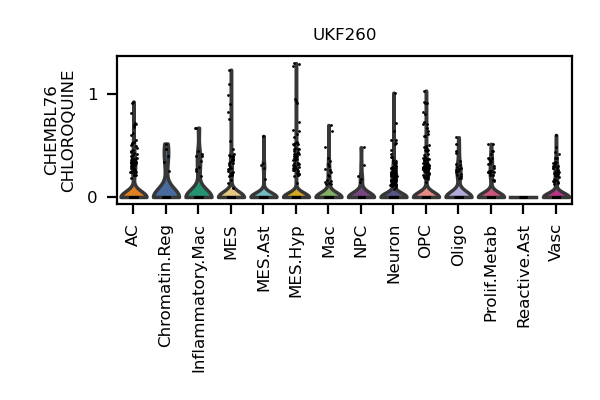 UKF260
CHEMBL76
CHLOROQUINE
1
0
AC
Chromatin.Reg
Inflammatory.Mac
MES
MES.Ast
MES.Hyp
Mac
NPC
Neuron
OPC
Oligo
Prolif.Metab
Reactive.Ast
Vasc